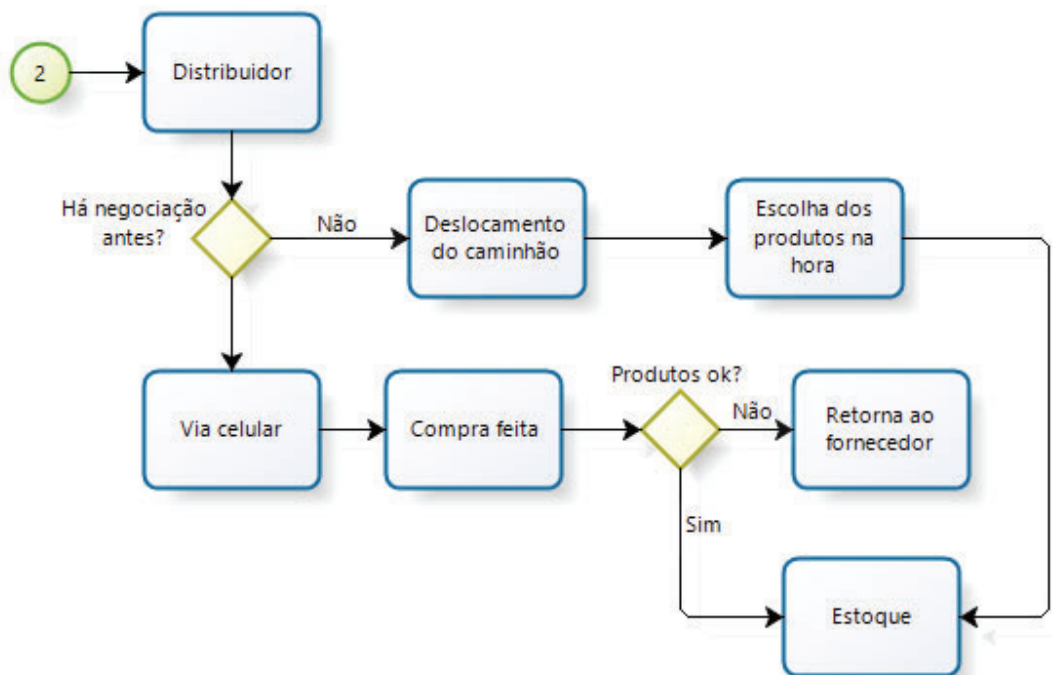 2
Distribuidor
Há negociação
antes?
Não
Deslocamento
do caminhão
Escolha dos
produtos na
hora
Via celular
Compra feita
Produtos ok?
Não
Retorna ao
fornecedor
Sim
Estoque